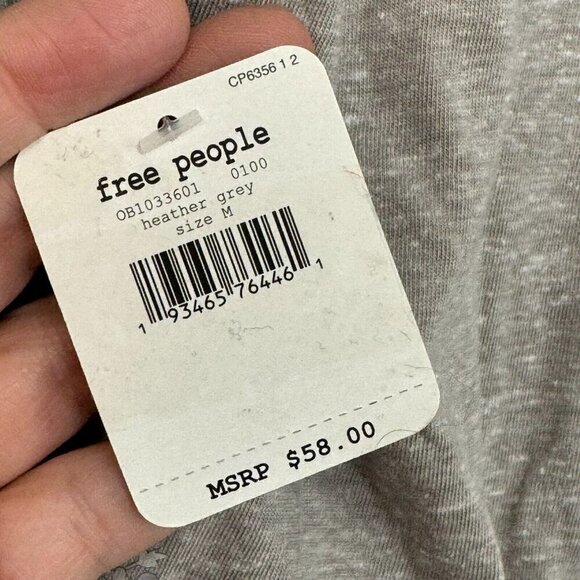 CP6356 1 2
free people
OB1033601 0100
heather grey
size M
1 93465 76446 1
MSRP $58.00